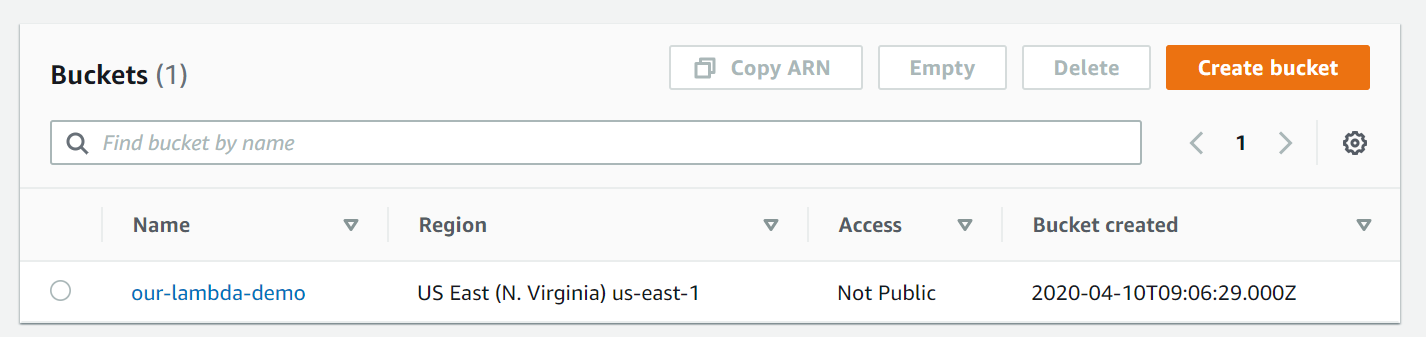 Buckets (1)
Copy ARN
Empty
Delete
Create bucket
Find bucket by name
1
Name
Region
Access
Bucket created
our-lambda-demo
US East (N. Virginia) us-east-1
Not Public
2020-04-10T09:06:29.000Z